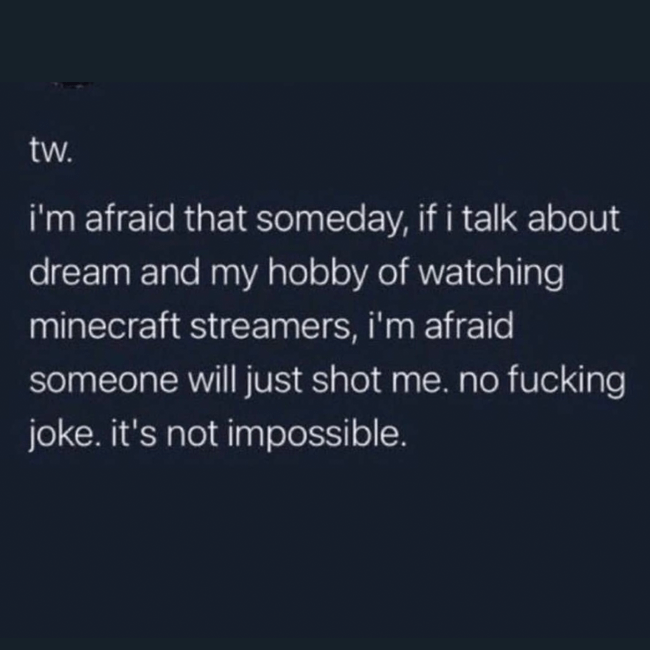 tw.
i'm afraid that someday, if i talk about
dream and my hobby of watching
minecraft streamers, i'm afraid
someone will just shot me. no fucking
joke. it's not impossible.